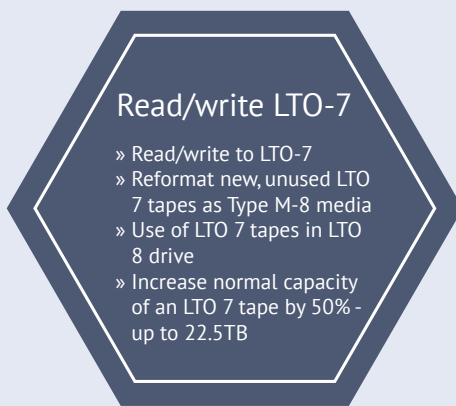 Read/write LTO-7
» Read/write to LTO-7
» Reformat new, unused LTO
7 tapes as Type M-8 media
» Use of LTO 7 tapes in LTO
8 drive
» Increase normal capacity
of an LTO 7 tape by 50% -
up to 22.5TB